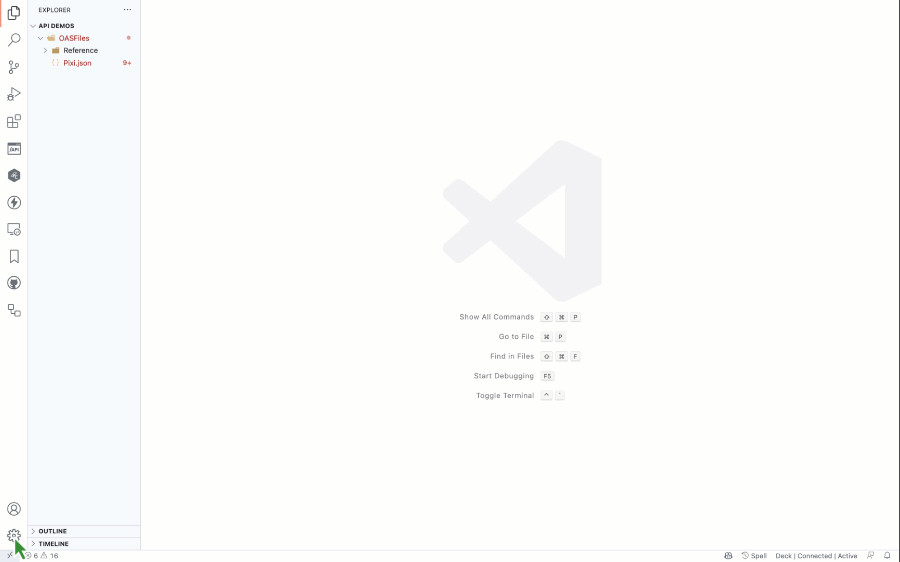 EXPLORER
API DEMOS
OASFiles
Reference
{} Pixi.json 9+
/API
Show All Commands ⇧ ⌘ P
Go to File ⌘ P
Find in Files ⇧ ⌘ F
Start Debugging F5
Toggle Terminal ^ `
OUTLINE
TIMELINE
6 16
Spell Deck | Connected | Active